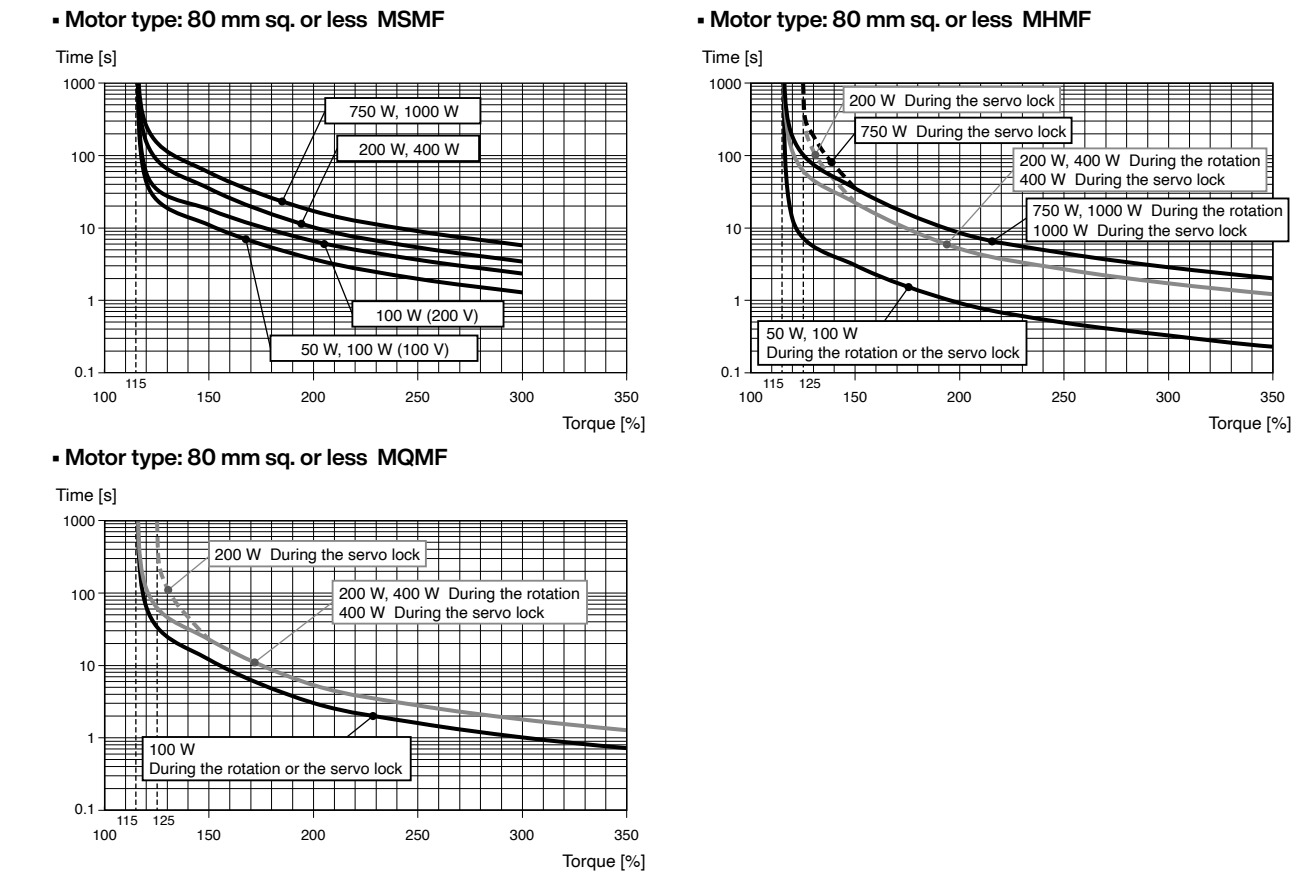 ▪ Motor type: 80 mm sq. or less MSMF
Time [s]
1000
100
10
1
0.1
750 W, 1000 W
200 W, 400 W
100 W (200 V)
50 W, 100 W (100 V)
115
100 150 200 250 300 350
Torque [%]
▪ Motor type: 80 mm sq. or less MHMF
Time [s]
1000
100
10
1
0.1
200 W During the servo lock
750 W During the servo lock
200 W, 400 W During the rotation
400 W During the servo lock
750 W, 1000 W During the rotation
1000 W During the servo lock
50 W, 100 W
During the rotation or the servo lock
115 125
100 150 200 250 300 350
Torque [%]
▪ Motor type: 80 mm sq. or less MQMF
Time [s]
1000
100
10
1
0.1
200 W During the servo lock
200 W, 400 W During the rotation
400 W During the servo lock
100 W
During the rotation or the servo lock
115 125
100 150 200 250 300 350
Torque [%]